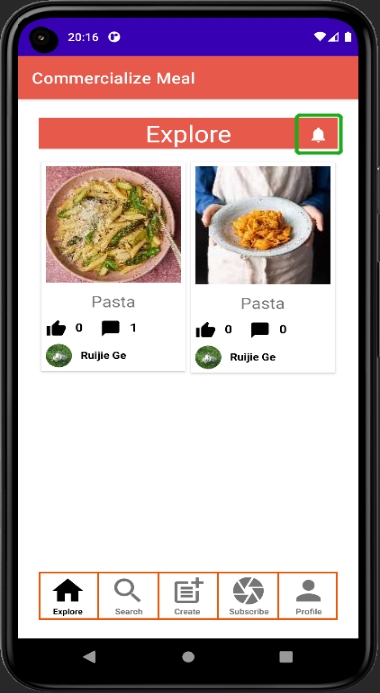 20:16
Commercialize Meal
Explore
Pasta
0 1
Ruijie Ge
Pasta
0 0
Ruijie Ge
Explore Search Create Subscribe Profile